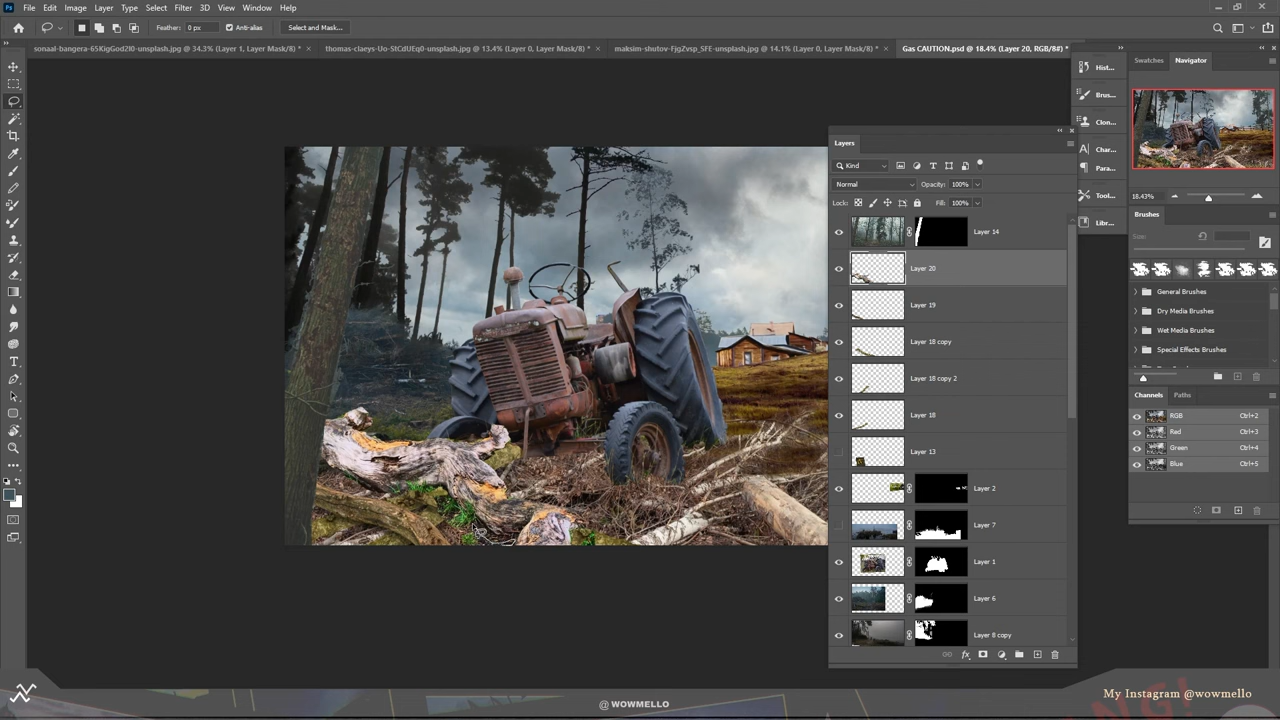 Ps File Edit Image Layer Type Select Filter 3D View Window Help
Feather: 0 px Anti-alias Select and Mask...
sonaal-bangera-65KigGod2I0-unsplash.jpg @ 34.3% (Layer 1, Layer Mask/8) * × thomas-claeys-Uo-StCdUEq0-unsplash.jpg @ 13.4% (Layer 0, Layer Mask/8) * × maksim-shutov-FjgZvsp_SFE-unsplash.jpg @ 14.1% (Layer 0, Layer Mask/8) * × Gas CAUTION.psd @ 18.4% (Layer 20, RGB/8#) *
Hist...
Brus...
Clon...
Char...
Para...
Tool...
Libr...
Swatches Navigator
18.43%
Brushes
Size:
General Brushes
Dry Media Brushes
Wet Media Brushes
Special Effects Brushes
Channels Paths
RGB Ctrl+2
Red Ctrl+3
Green Ctrl+4
Blue Ctrl+5
Layers
Kind
Normal Opacity: 100%
Lock: Fill: 100%
Layer 14
Layer 20
Layer 19
Layer 18 copy
Layer 18 copy 2
Layer 18
Layer 13
Layer 2
Layer 7
Layer 1
Layer 6
Layer 8 copy
fx
@ WOWMELLO
My Instagram @wowmello